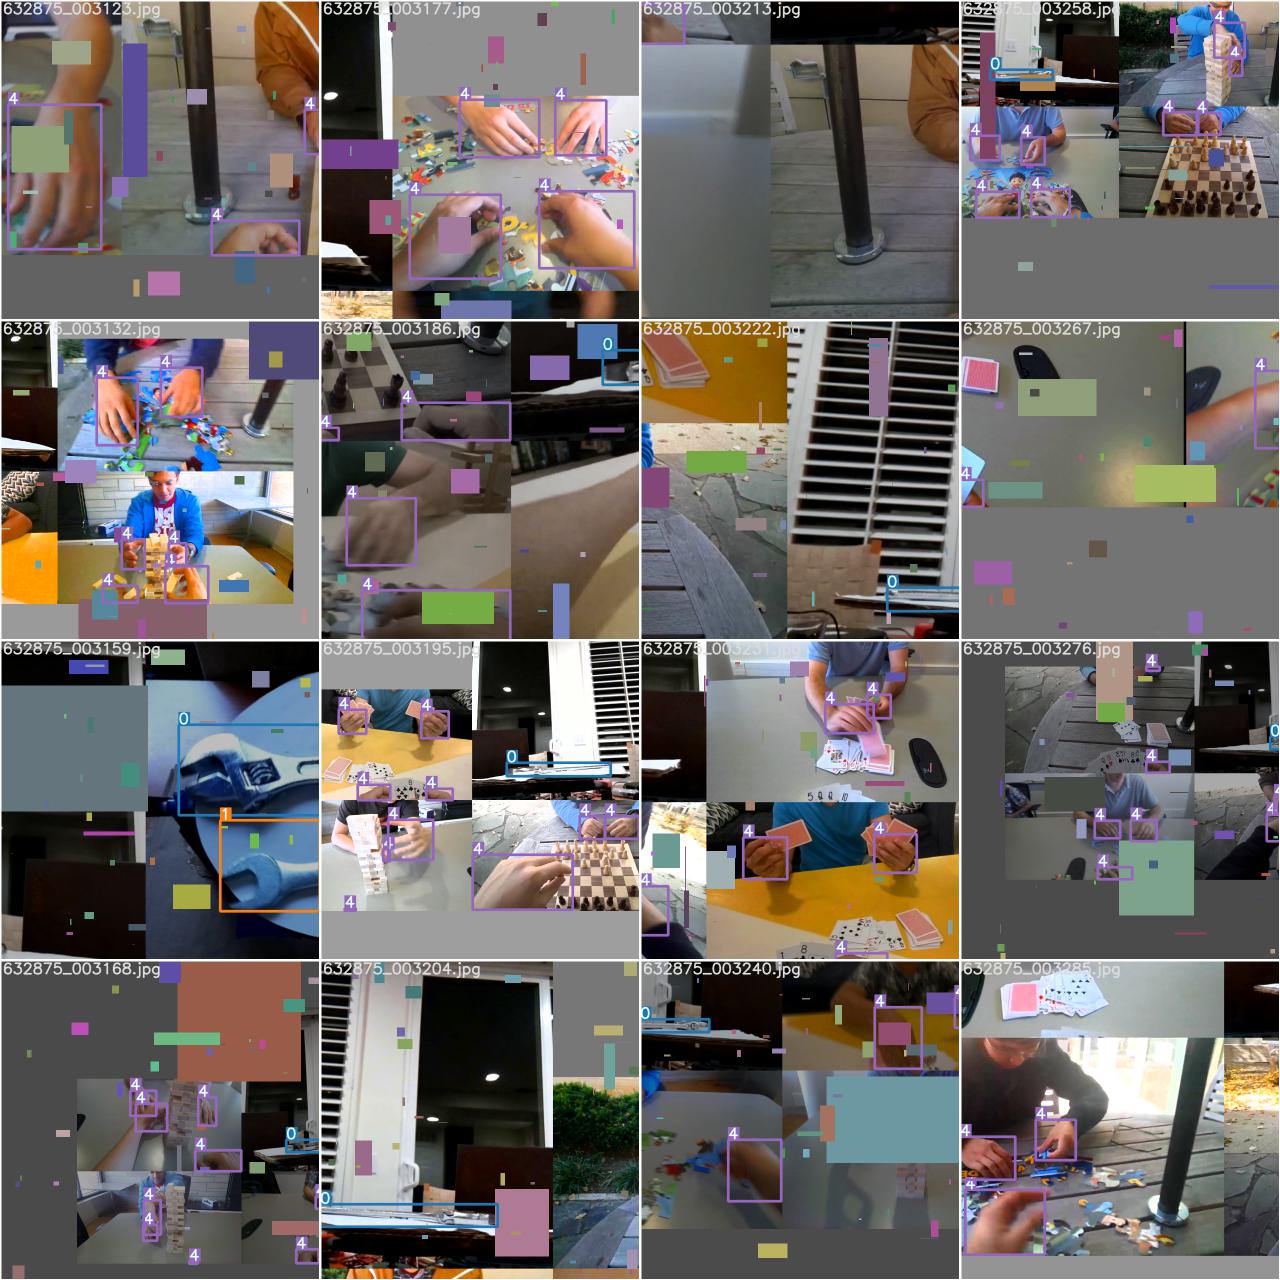 632875_003123.jpg
632875_003177.jpg
632875_003213.jpg
632875_003258.jpg
632875_003132.jpg
632875_003186.jpg
632875_003222.jpg
632875_003267.jpg
632875_003159.jpg
632875_003195.jpg
632875_003231.jpg
632875_003276.jpg
632875_003168.jpg
632875_003204.jpg
632875_003240.jpg
632875_003285.jpg